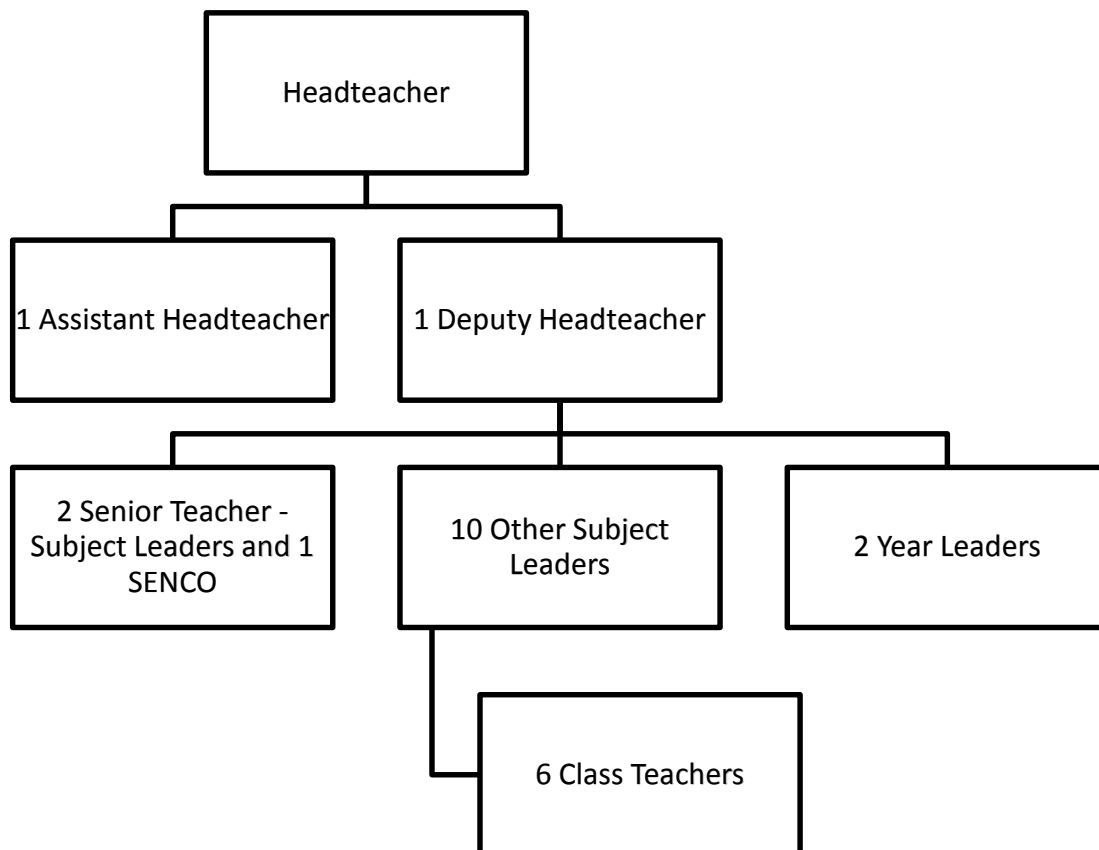 Headteacher
1 Assistant Headteacher
1 Deputy Headteacher
2 Senior Teacher -
Subject Leaders and 1
SENCO
10 Other Subject
Leaders
2 Year Leaders
6 Class Teachers